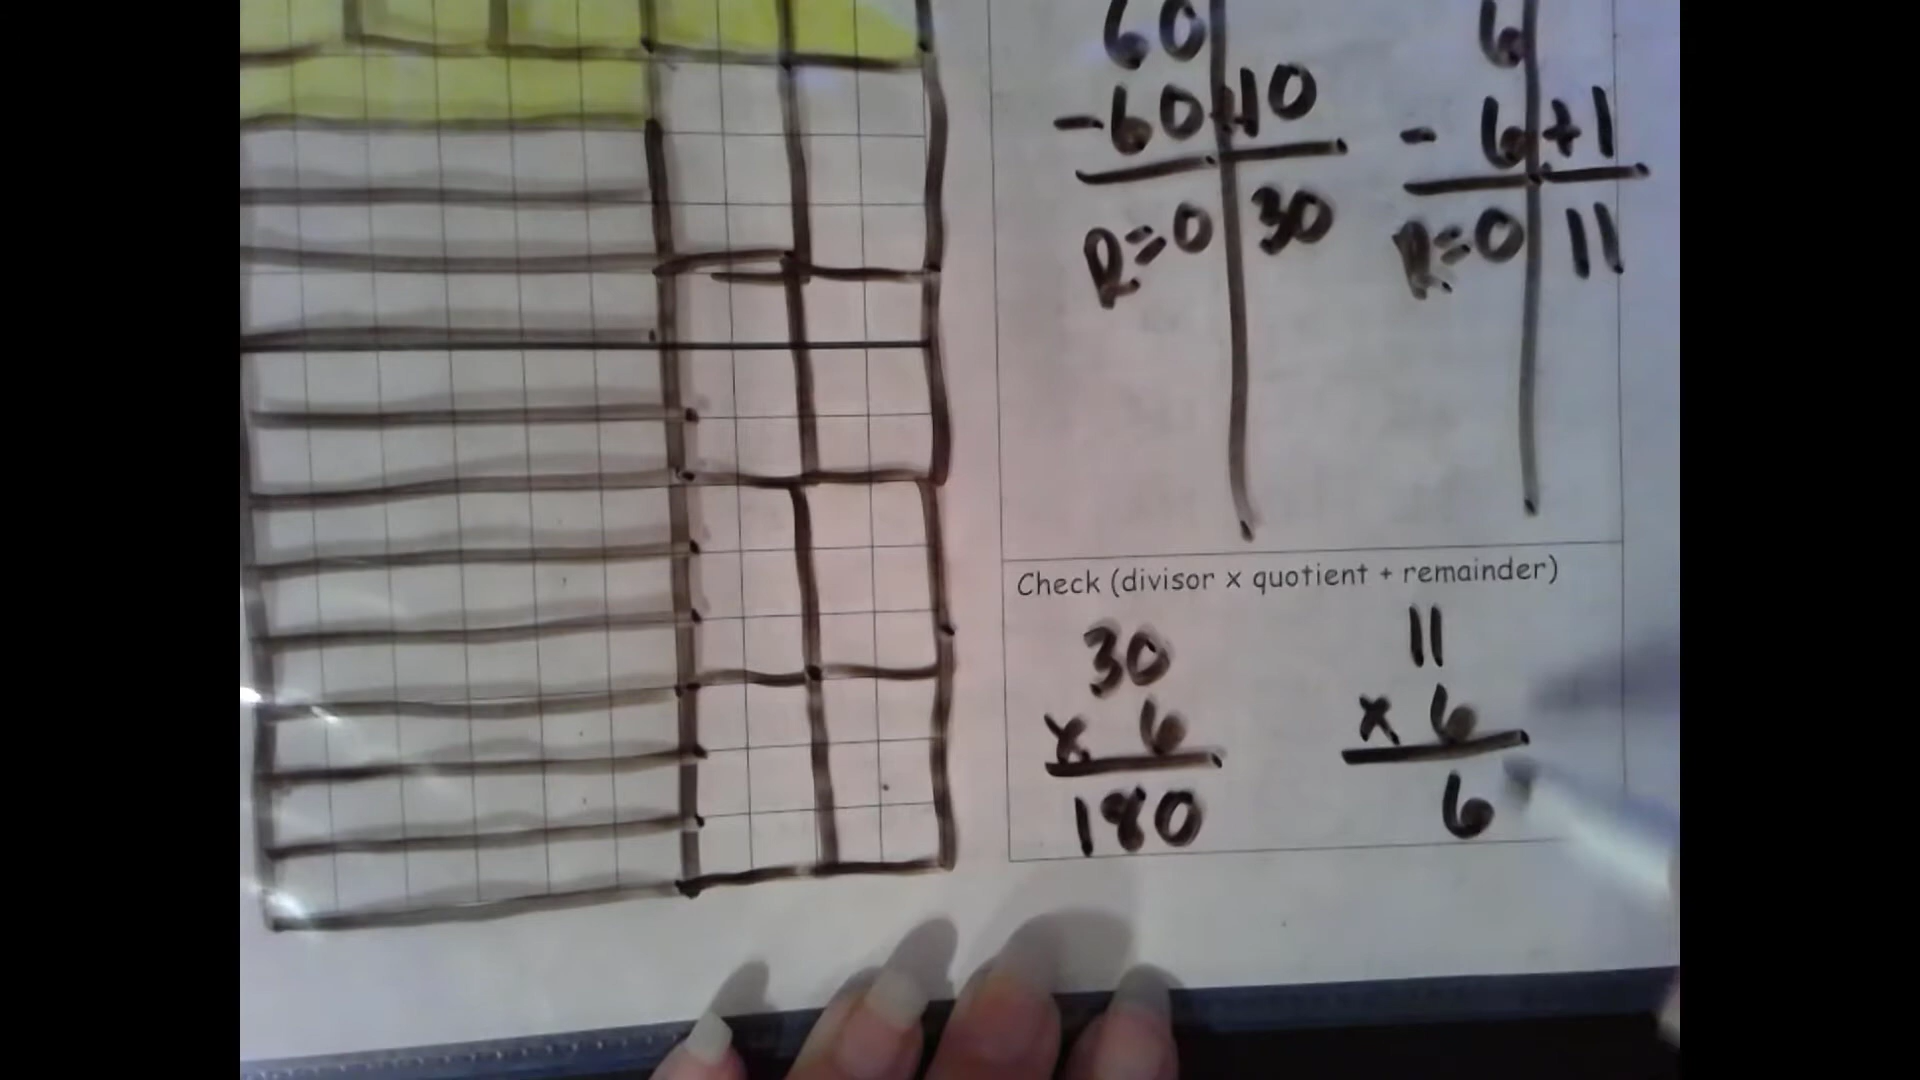 60
-60 +10
R=0 30
6
- 6 +1
R=0 11
Check (divisor x quotient + remainder)
30
x 6
180
11
x 6
6